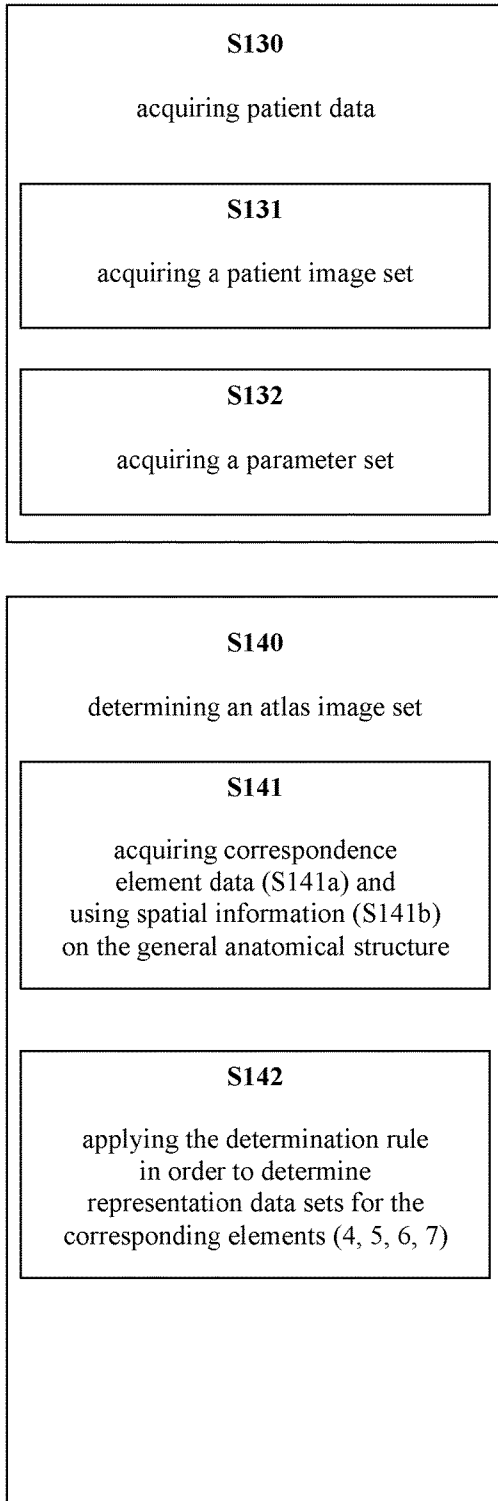 S130
acquiring patient data
S131
acquiring a patient image set
S132
acquiring a parameter set
S140
determining an atlas image set
S141
acquiring correspondence
element data (S141a) and
using spatial information (S141b)
on the general anatomical structure
S142
applying the determination rule
in order to determine
representation data sets for the
corresponding elements (4, 5, 6, 7)